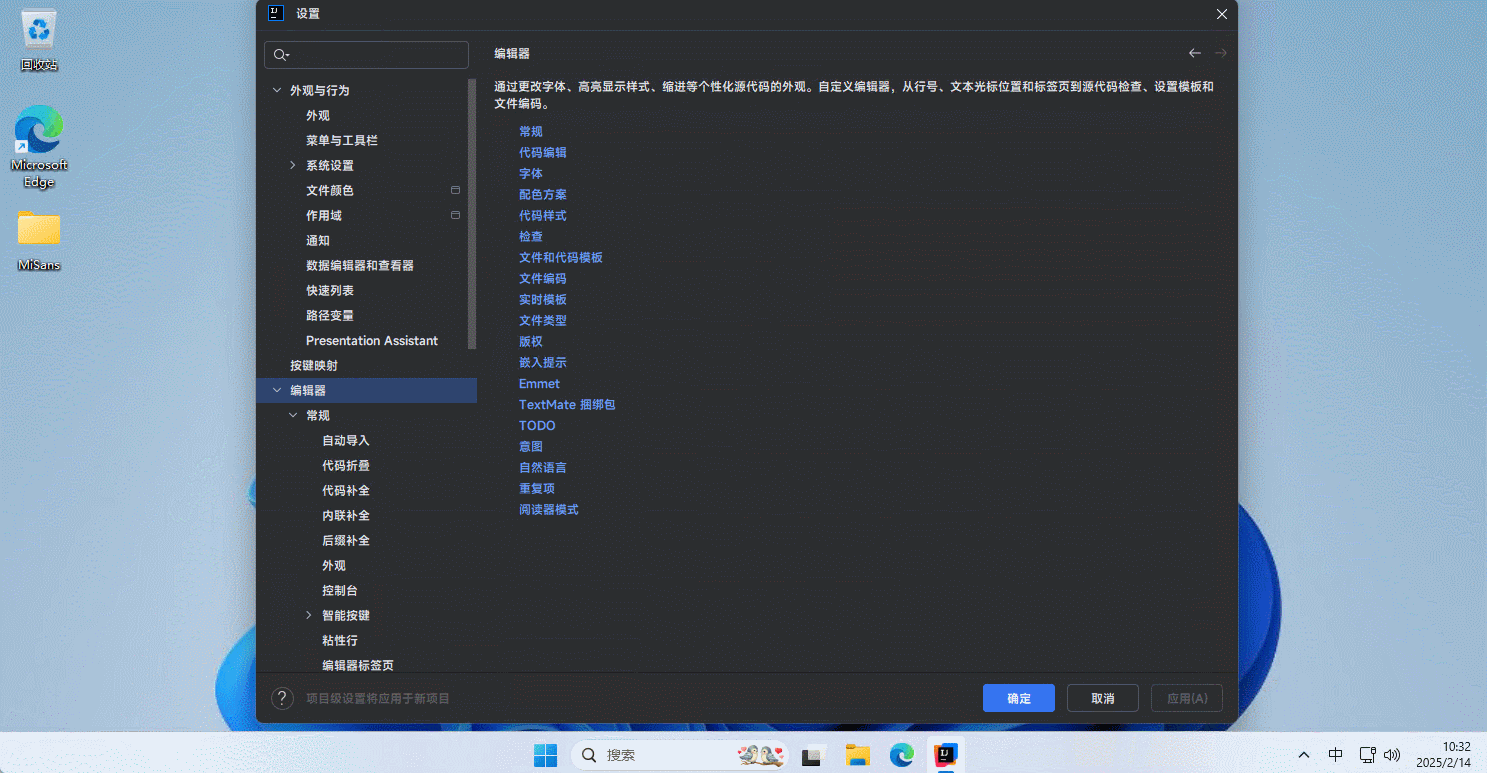 回收站
Microsoft
Edge
MiSans
IJ
设置
外观与行为
外观
菜单与工具栏
系统设置
文件颜色
作用域
通知
数据编辑器和查看器
快速列表
路径变量
Presentation Assistant
按键映射
编辑器
常规
自动导入
代码折叠
代码补全
内联补全
后缀补全
外观
控制台
智能按键
粘性行
编辑器标签页
编辑器
通过更改字体、高亮显示样式、缩进等个性化源代码的外观。自定义编辑器，从行号、文本光标位置和标签页到源代码检查、设置模板和
文件编码。
常规
代码编辑
字体
配色方案
代码样式
检查
文件和代码模板
文件编码
实时模板
文件类型
版权
嵌入提示
Emmet
TextMate 捆绑包
TODO
意图
自然语言
重复项
阅读器模式
?
项目级设置将应用于新项目
确定
取消
应用(A)
搜索
IJ
中
10:32
2025/2/14